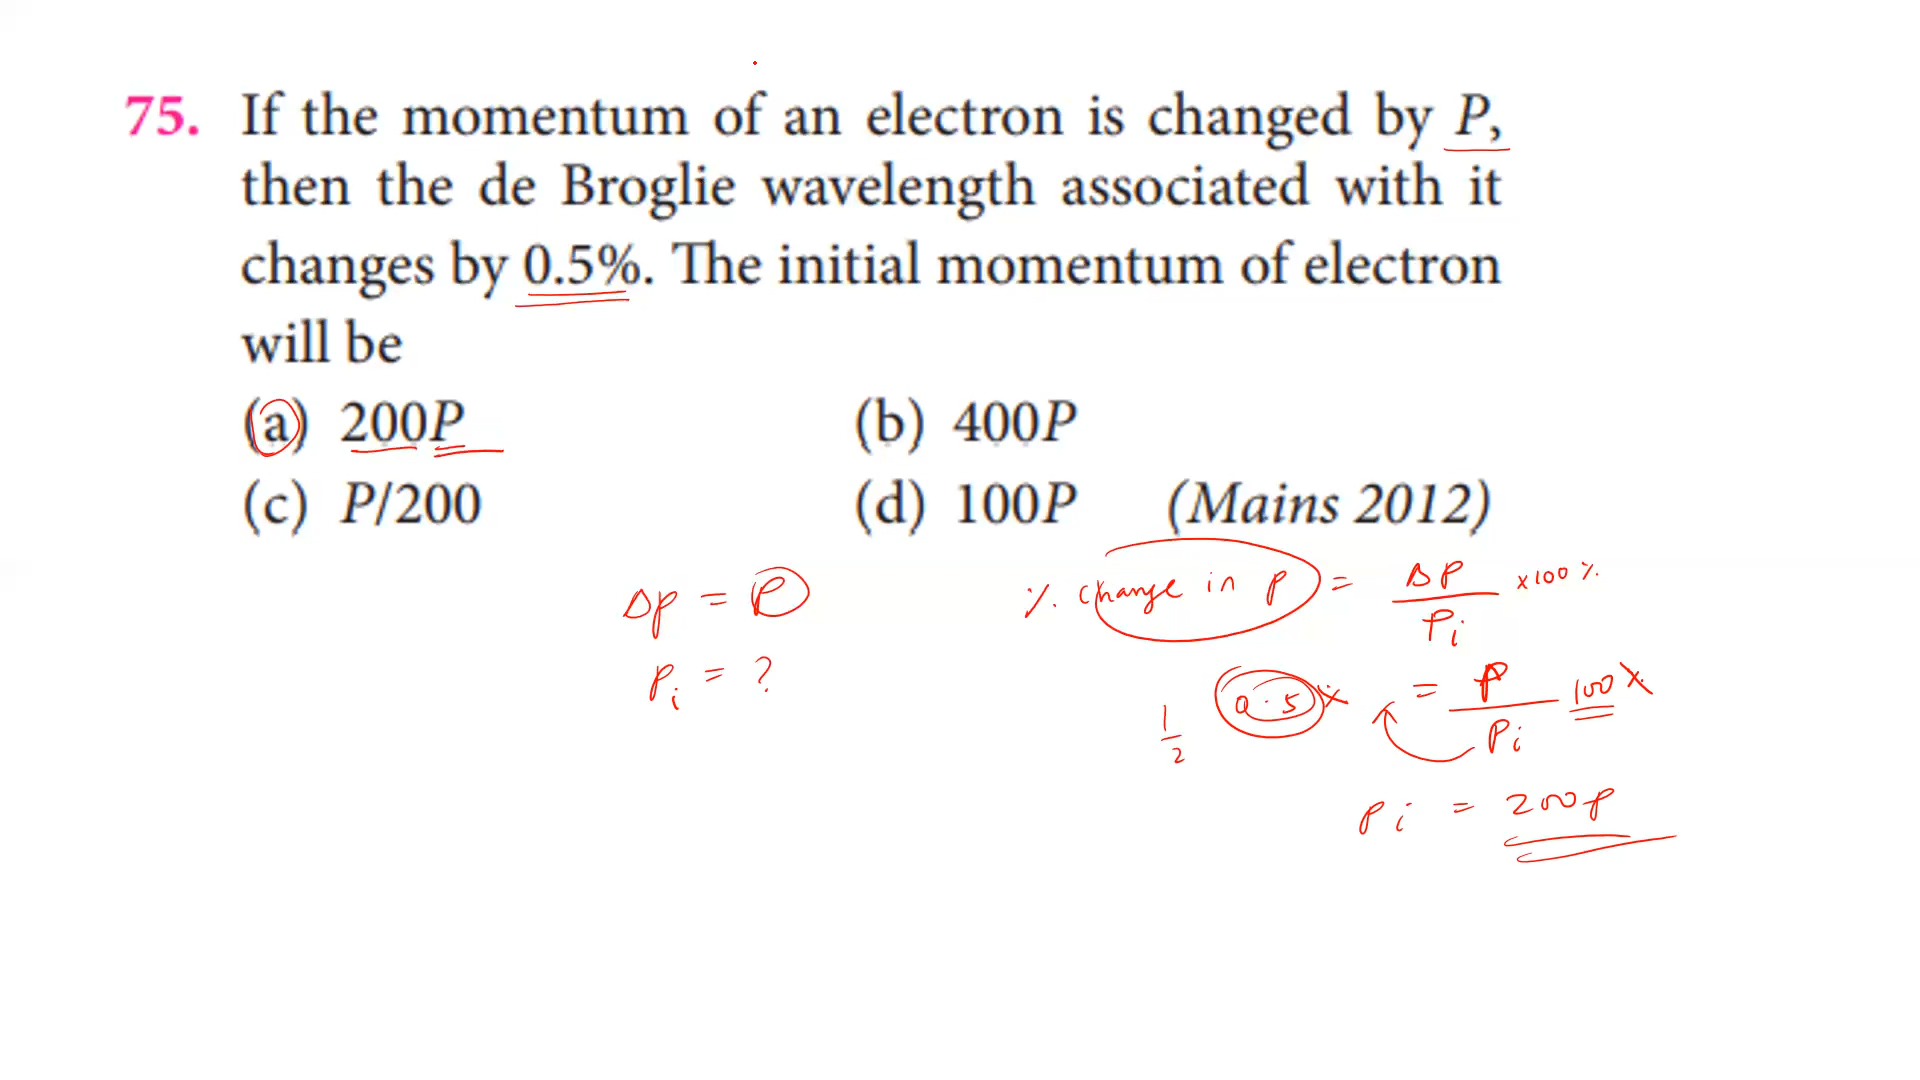 75. If the momentum of an electron is changed by P,
then the de Broglie wavelength associated with it
changes by 0.5%. The initial momentum of electron
will be
(a) 200P (b) 400P
(c) P/200 (d) 100P (Mains 2012)
Δp = P
Pi = ?
% change in p = ΔP / Pi × 100 %
1/2 0.5% = P / Pi 100 %
Pi = 200P